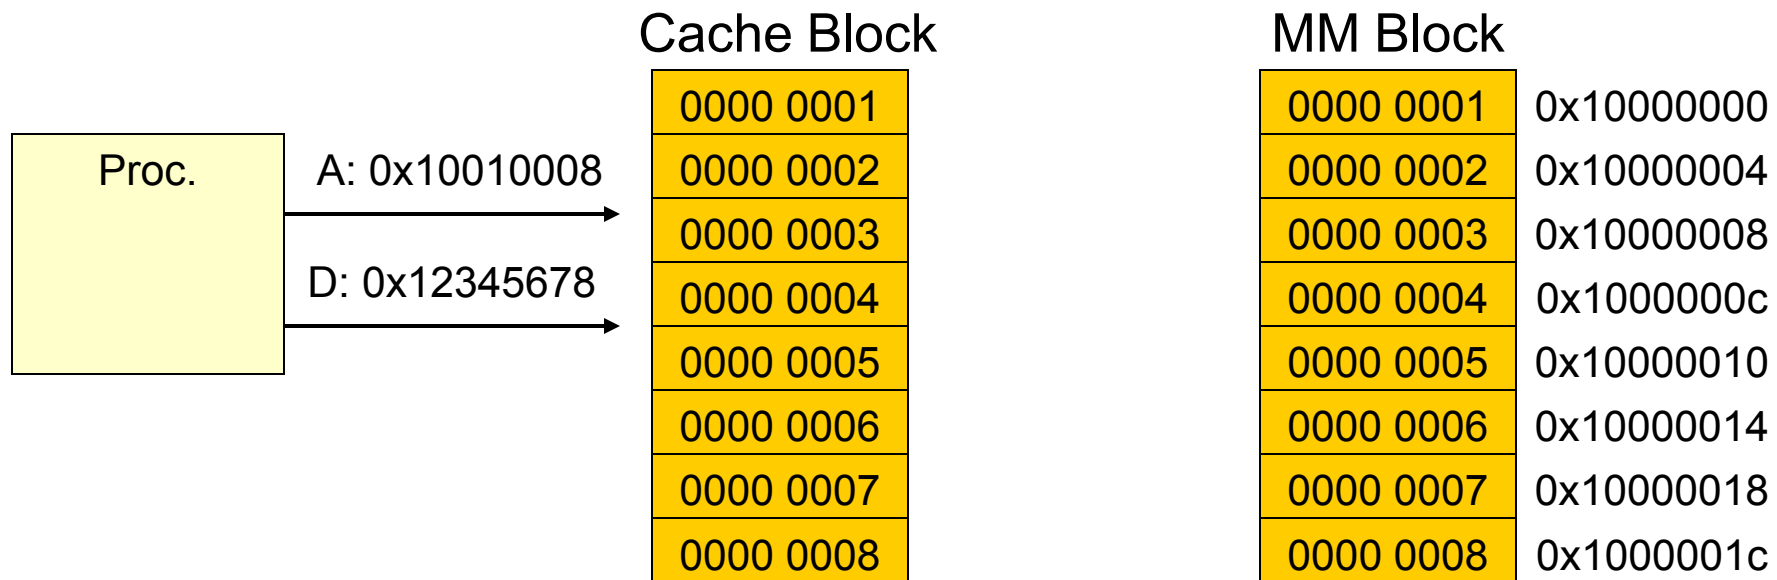 Cache Block MM Block
0000 0001 0000 0001 0x10000000
Proc. A: 0x10010008 0000 0002 0000 0002 0x10000004
0000 0003 0000 0003 0x10000008
D: 0x12345678 0000 0004 0000 0004 0x1000000c
0000 0005 0000 0005 0x10000010
0000 0006 0000 0006 0x10000014
0000 0007 0000 0007 0x10000018
0000 0008 0000 0008 0x1000001c